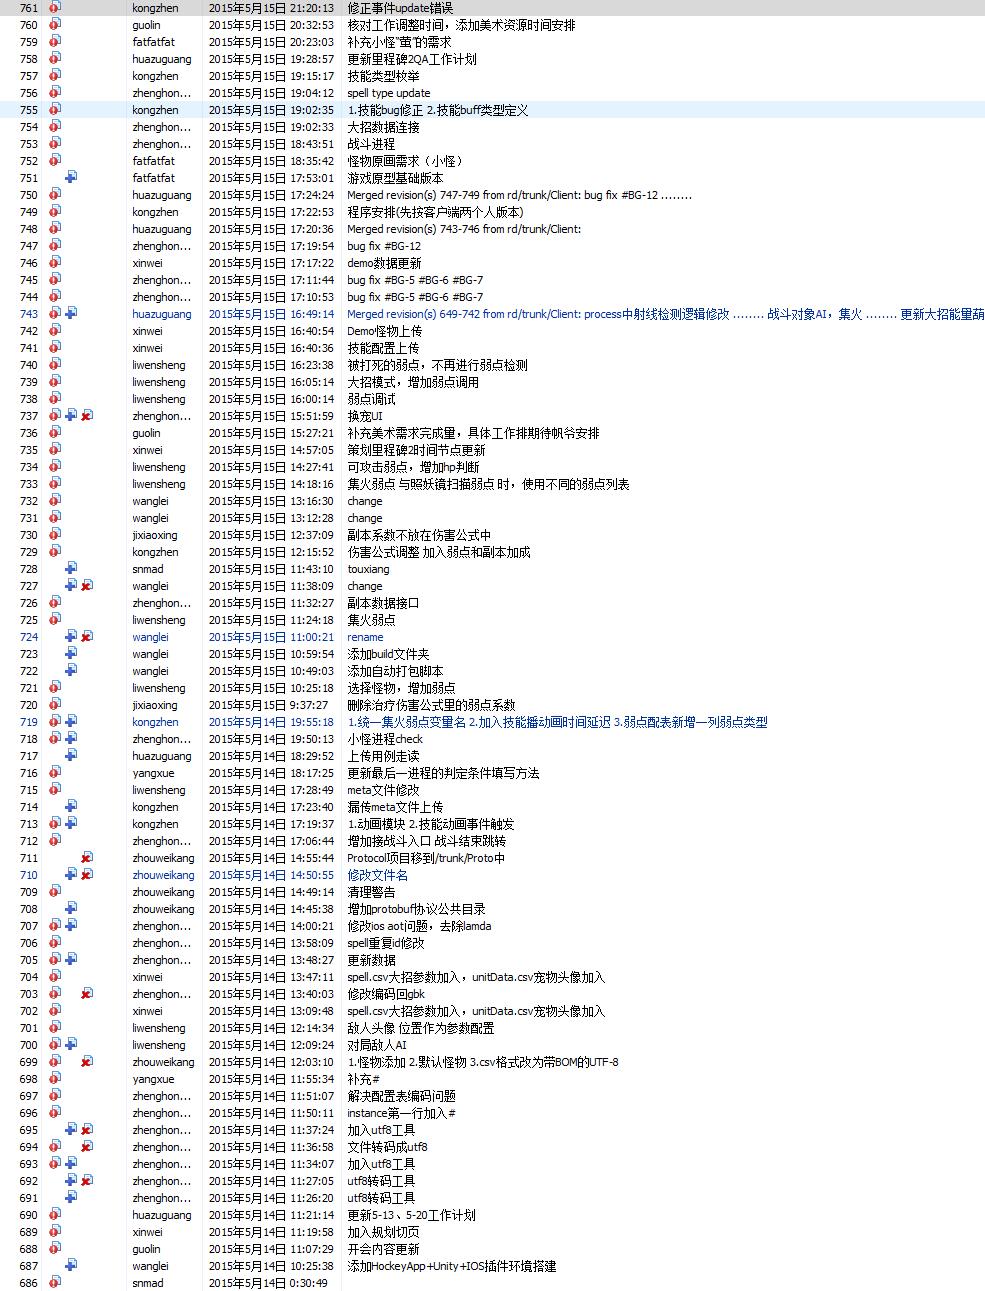 761 kongzhen 2015年5月15日 21:20:13 修正事件update错误
760 guolin 2015年5月15日 20:32:53 核对工作调整时间，添加美术资源时间安排
759 fatfatfat 2015年5月15日 20:23:03 补充小怪“萤”的需求
758 huazuguang 2015年5月15日 19:28:57 更新里程碑2QA工作计划
757 kongzhen 2015年5月15日 19:15:17 技能类型枚举
756 zhenghon... 2015年5月15日 19:04:12 spell type update
755 kongzhen 2015年5月15日 19:02:35 1.技能bug修正 2.技能buff类型定义
754 zhenghon... 2015年5月15日 19:02:33 大招数据连接
753 zhenghon... 2015年5月15日 18:43:51 战斗进程
752 fatfatfat 2015年5月15日 18:35:42 怪物原画需求（小怪）
751 fatfatfat 2015年5月15日 17:53:01 游戏原型基础版本
750 huazuguang 2015年5月15日 17:24:24 Merged revision(s) 747-749 from rd/trunk/Client: bug fix #BG-12 ........
749 kongzhen 2015年5月15日 17:22:53 程序安排(先按客户端两个人版本)
748 huazuguang 2015年5月15日 17:20:36 Merged revision(s) 743-746 from rd/trunk/Client:
747 zhenghon... 2015年5月15日 17:19:54 bug fix #BG-12
746 xinwei 2015年5月15日 17:17:22 demo数据更新
745 zhenghon... 2015年5月15日 17:11:44 bug fix #BG-5 #BG-6 #BG-7
744 zhenghon... 2015年5月15日 17:10:53 bug fix #BG-5 #BG-6 #BG-7
743 huazuguang 2015年5月15日 16:49:14 Merged revision(s) 649-742 from rd/trunk/Client: process中射线检测逻辑修改 ........ 战斗对象AI，集火 ........ 更新大招能量葫
742 xinwei 2015年5月15日 16:40:54 Demo怪物上传
741 xinwei 2015年5月15日 16:40:36 技能配置上传
740 liwensheng 2015年5月15日 16:23:38 被打死的弱点，不再进行弱点检测
739 liwensheng 2015年5月15日 16:05:14 大招模式，增加弱点调用
738 liwensheng 2015年5月15日 16:00:14 弱点调试
737 zhenghon... 2015年5月15日 15:51:59 换宠UI
736 guolin 2015年5月15日 15:27:21 补充美术需求完成量，具体工作排期待帆爷安排
735 xinwei 2015年5月15日 14:57:05 策划里程碑2时间节点更新
734 liwensheng 2015年5月15日 14:27:41 可攻击弱点，增加hp判断
733 liwensheng 2015年5月15日 14:18:16 集火弱点 与照妖镜扫描弱点 时，使用不同的弱点列表
732 wanglei 2015年5月15日 13:16:30 change
731 wanglei 2015年5月15日 13:12:28 change
730 jixiaoxing 2015年5月15日 12:37:09 副本系数不放在伤害公式中
729 kongzhen 2015年5月15日 12:15:52 伤害公式调整 加入弱点和副本加成
728 snmad 2015年5月15日 11:43:10 touxiang
727 wanglei 2015年5月15日 11:38:09 change
726 zhenghon... 2015年5月15日 11:32:27 副本数据接口
725 liwensheng 2015年5月15日 11:24:18 集火弱点
724 wanglei 2015年5月15日 11:00:21 rename
723 wanglei 2015年5月15日 10:59:54 添加build文件夹
722 wanglei 2015年5月15日 10:49:03 添加自动打包脚本
721 liwensheng 2015年5月15日 10:25:18 选择怪物，增加弱点
720 jixiaoxing 2015年5月15日 9:37:27 删除治疗伤害公式里的弱点系数
719 kongzhen 2015年5月14日 19:55:18 1.统一集火弱点变量名 2.加入技能播动画时间延迟 3.弱点配表新增一列弱点类型
718 zhenghon... 2015年5月14日 19:50:13 小怪进程check
717 huazuguang 2015年5月14日 18:29:52 上传用例走读
716 yangxue 2015年5月14日 18:17:25 更新最后一进程的判定条件填写方法
715 liwensheng 2015年5月14日 17:28:49 meta文件修改
714 kongzhen 2015年5月14日 17:23:40 漏传meta文件上传
713 kongzhen 2015年5月14日 17:19:37 1.动画模块 2.技能动画事件触发
712 zhenghon... 2015年5月14日 17:06:44 增加接战斗入口 战斗结束跳转
711 zhouweikang 2015年5月14日 14:55:44 Protocol项目移到/trunk/Proto中
710 zhouweikang 2015年5月14日 14:50:55 修改文件名
709 zhouweikang 2015年5月14日 14:49:14 清理警告
708 zhouweikang 2015年5月14日 14:45:38 增加protobuf协议公共目录
707 zhenghon... 2015年5月14日 14:00:21 修改ios aot问题，去除lamda
706 zhenghon... 2015年5月14日 13:58:09 spell重复id修改
705 zhenghon... 2015年5月14日 13:48:27 更新数据
704 xinwei 2015年5月14日 13:47:11 spell.csv大招参数加入，unitData.csv宠物头像加入
703 zhenghon... 2015年5月14日 13:40:03 修改编码回gbk
702 xinwei 2015年5月14日 13:09:48 spell.csv大招参数加入，unitData.csv宠物头像加入
701 liwensheng 2015年5月14日 12:14:34 敌人头像 位置作为参数配置
700 liwensheng 2015年5月14日 12:09:24 对局敌人AI
699 zhouweikang 2015年5月14日 12:03:10 1.怪物添加 2.默认怪物 3.csv格式改为带BOM的UTF-8
698 yangxue 2015年5月14日 11:55:34 补充#
697 zhenghon... 2015年5月14日 11:51:07 解决配置表编码问题
696 zhenghon... 2015年5月14日 11:50:11 instance第一行加入#
695 zhenghon... 2015年5月14日 11:37:24 加入utf8工具
694 zhenghon... 2015年5月14日 11:36:58 文件转码成utf8
693 zhenghon... 2015年5月14日 11:34:07 加入utf8工具
692 zhenghon... 2015年5月14日 11:27:05 utf8转码工具
691 zhenghon... 2015年5月14日 11:26:20 utf8转码工具
690 huazuguang 2015年5月14日 11:21:14 更新5-13、5-20工作计划
689 xinwei 2015年5月14日 11:19:58 加入规划切页
688 guolin 2015年5月14日 11:07:29 开会内容更新
687 wanglei 2015年5月14日 10:25:38 添加HockeyApp+Unity+IOS插件环境搭建
686 snmad 2015年5月14日 0:30:49